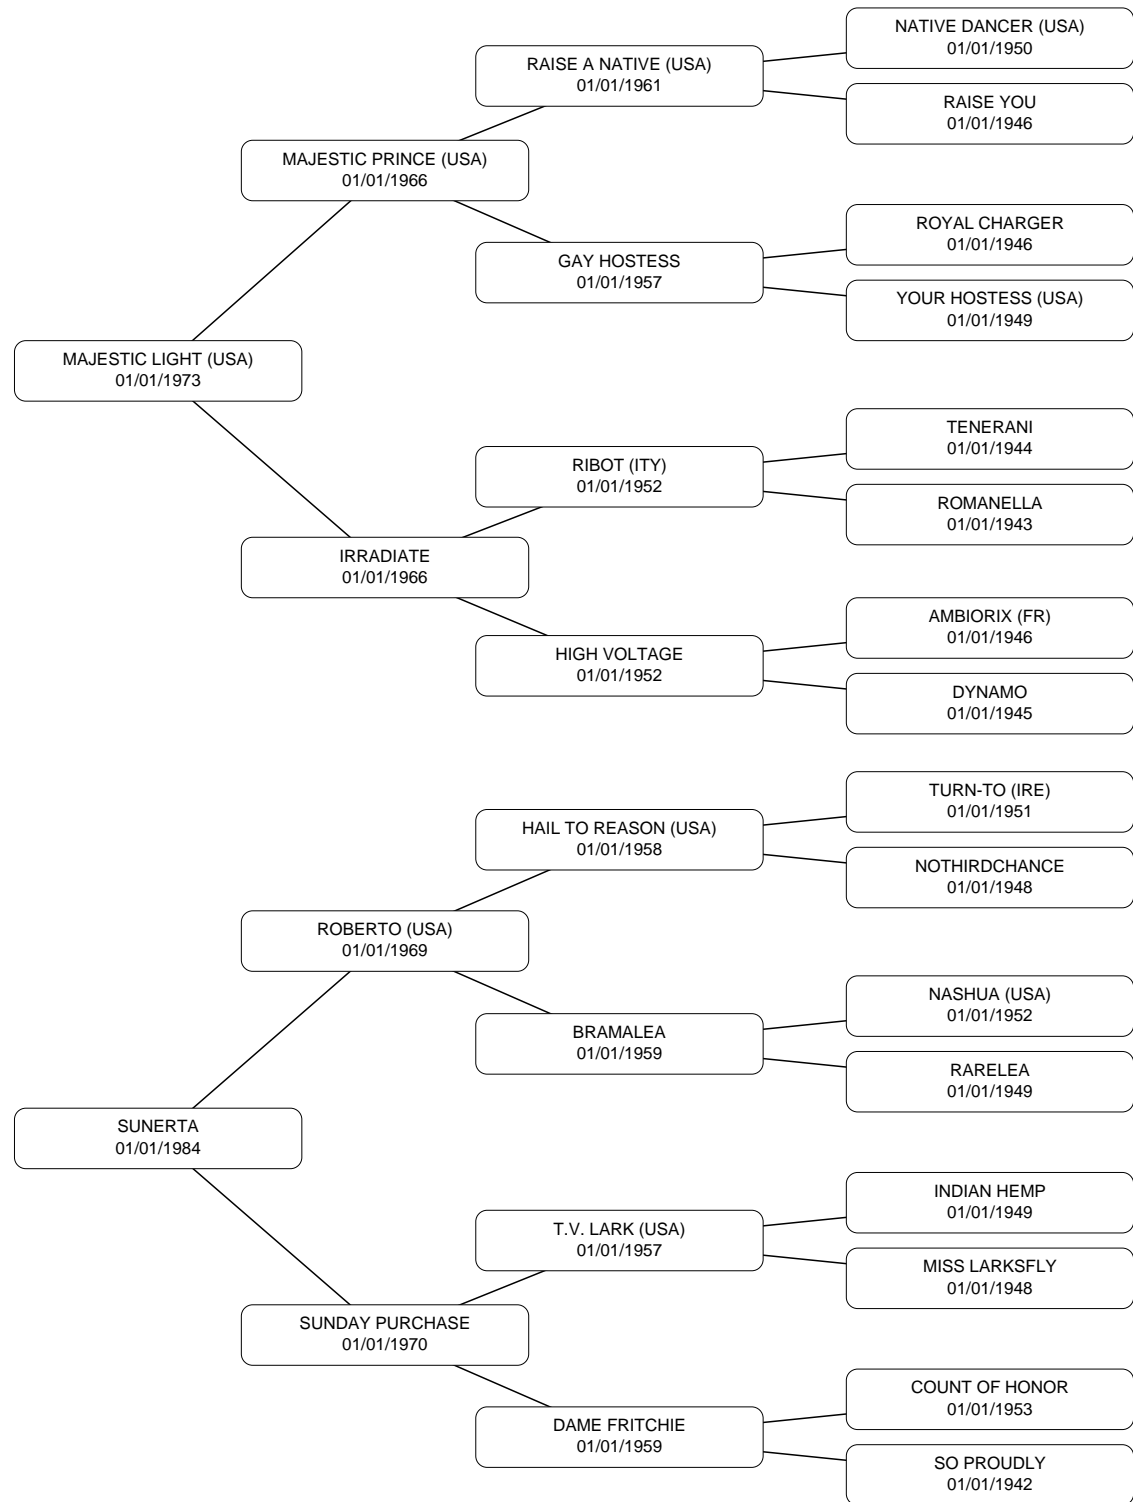 NATIVE DANCER (USA)
01/01/1950
RAISE A NATIVE (USA)
01/01/1961
RAISE YOU
01/01/1946
MAJESTIC PRINCE (USA)
01/01/1966
ROYAL CHARGER
01/01/1946
GAY HOSTESS
01/01/1957
YOUR HOSTESS (USA)
01/01/1949
MAJESTIC LIGHT (USA)
01/01/1973
TENERANI
01/01/1944
RIBOT (ITY)
01/01/1952
ROMANELLA
01/01/1943
IRRADIATE
01/01/1966
AMBIORIX (FR)
01/01/1946
HIGH VOLTAGE
01/01/1952
DYNAMO
01/01/1945
TURN-TO (IRE)
01/01/1951
HAIL TO REASON (USA)
01/01/1958
NOTHIRDCHANCE
01/01/1948
ROBERTO (USA)
01/01/1969
NASHUA (USA)
01/01/1952
BRAMALEA
01/01/1959
RARELEA
01/01/1949
SUNERTA
01/01/1984
INDIAN HEMP
01/01/1949
T.V. LARK (USA)
01/01/1957
MISS LARKSFLY
01/01/1948
SUNDAY PURCHASE
01/01/1970
COUNT OF HONOR
01/01/1953
DAME FRITCHIE
01/01/1959
SO PROUDLY
01/01/1942